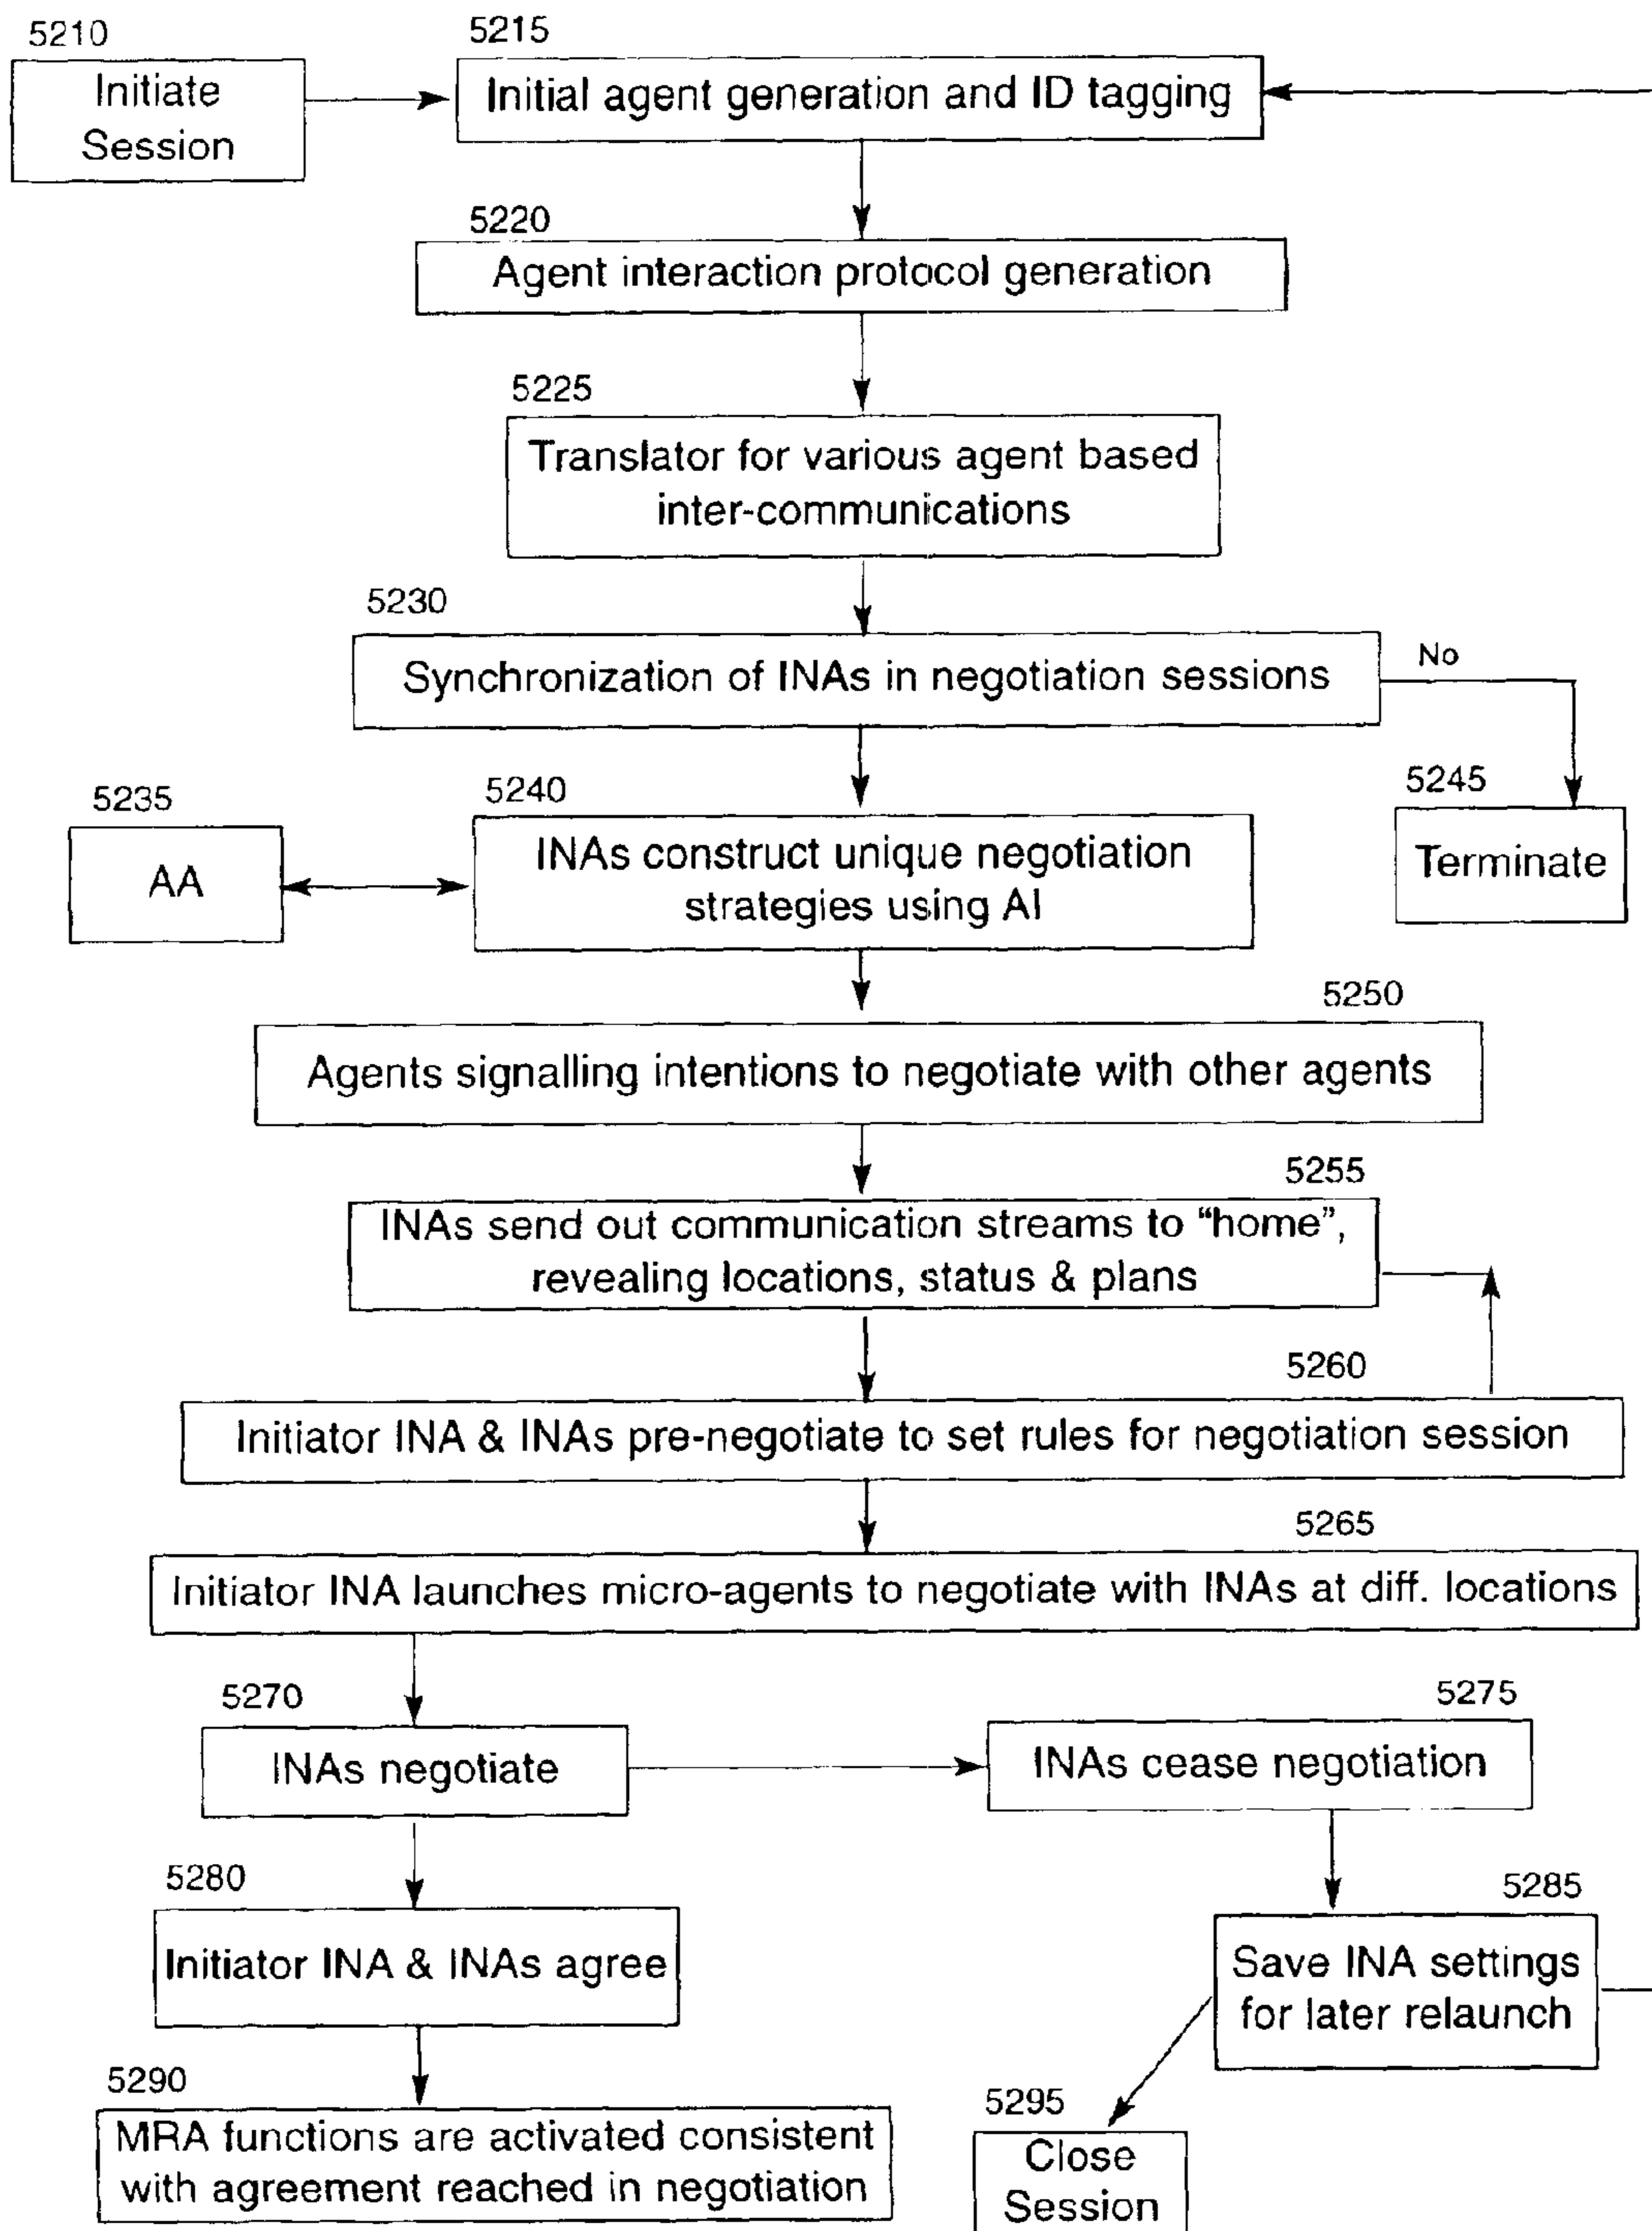 5210
Initiate
Session
5215
Initial agent generation and ID tagging
5220
Agent interaction protocol generation
5225
Translator for various agent based
inter-communications
5230
Synchronization of INAs in negotiation sessions
No
5235
AA
5240
INAs construct unique negotiation
strategies using AI
5245
Terminate
5250
Agents signalling intentions to negotiate with other agents
5255
INAs send out communication streams to “home”,
revealing locations, status & plans
5260
Initiator INA & INAs pre-negotiate to set rules for negotiation session
5265
Initiator INA launches micro-agents to negotiate with INAs at diff. locations
5270
INAs negotiate
5275
INAs cease negotiation
5280
Initiator INA & INAs agree
5285
Save INA settings
for later relaunch
5290
MRA functions are activated consistent
with agreement reached in negotiation
5295
Close
Session